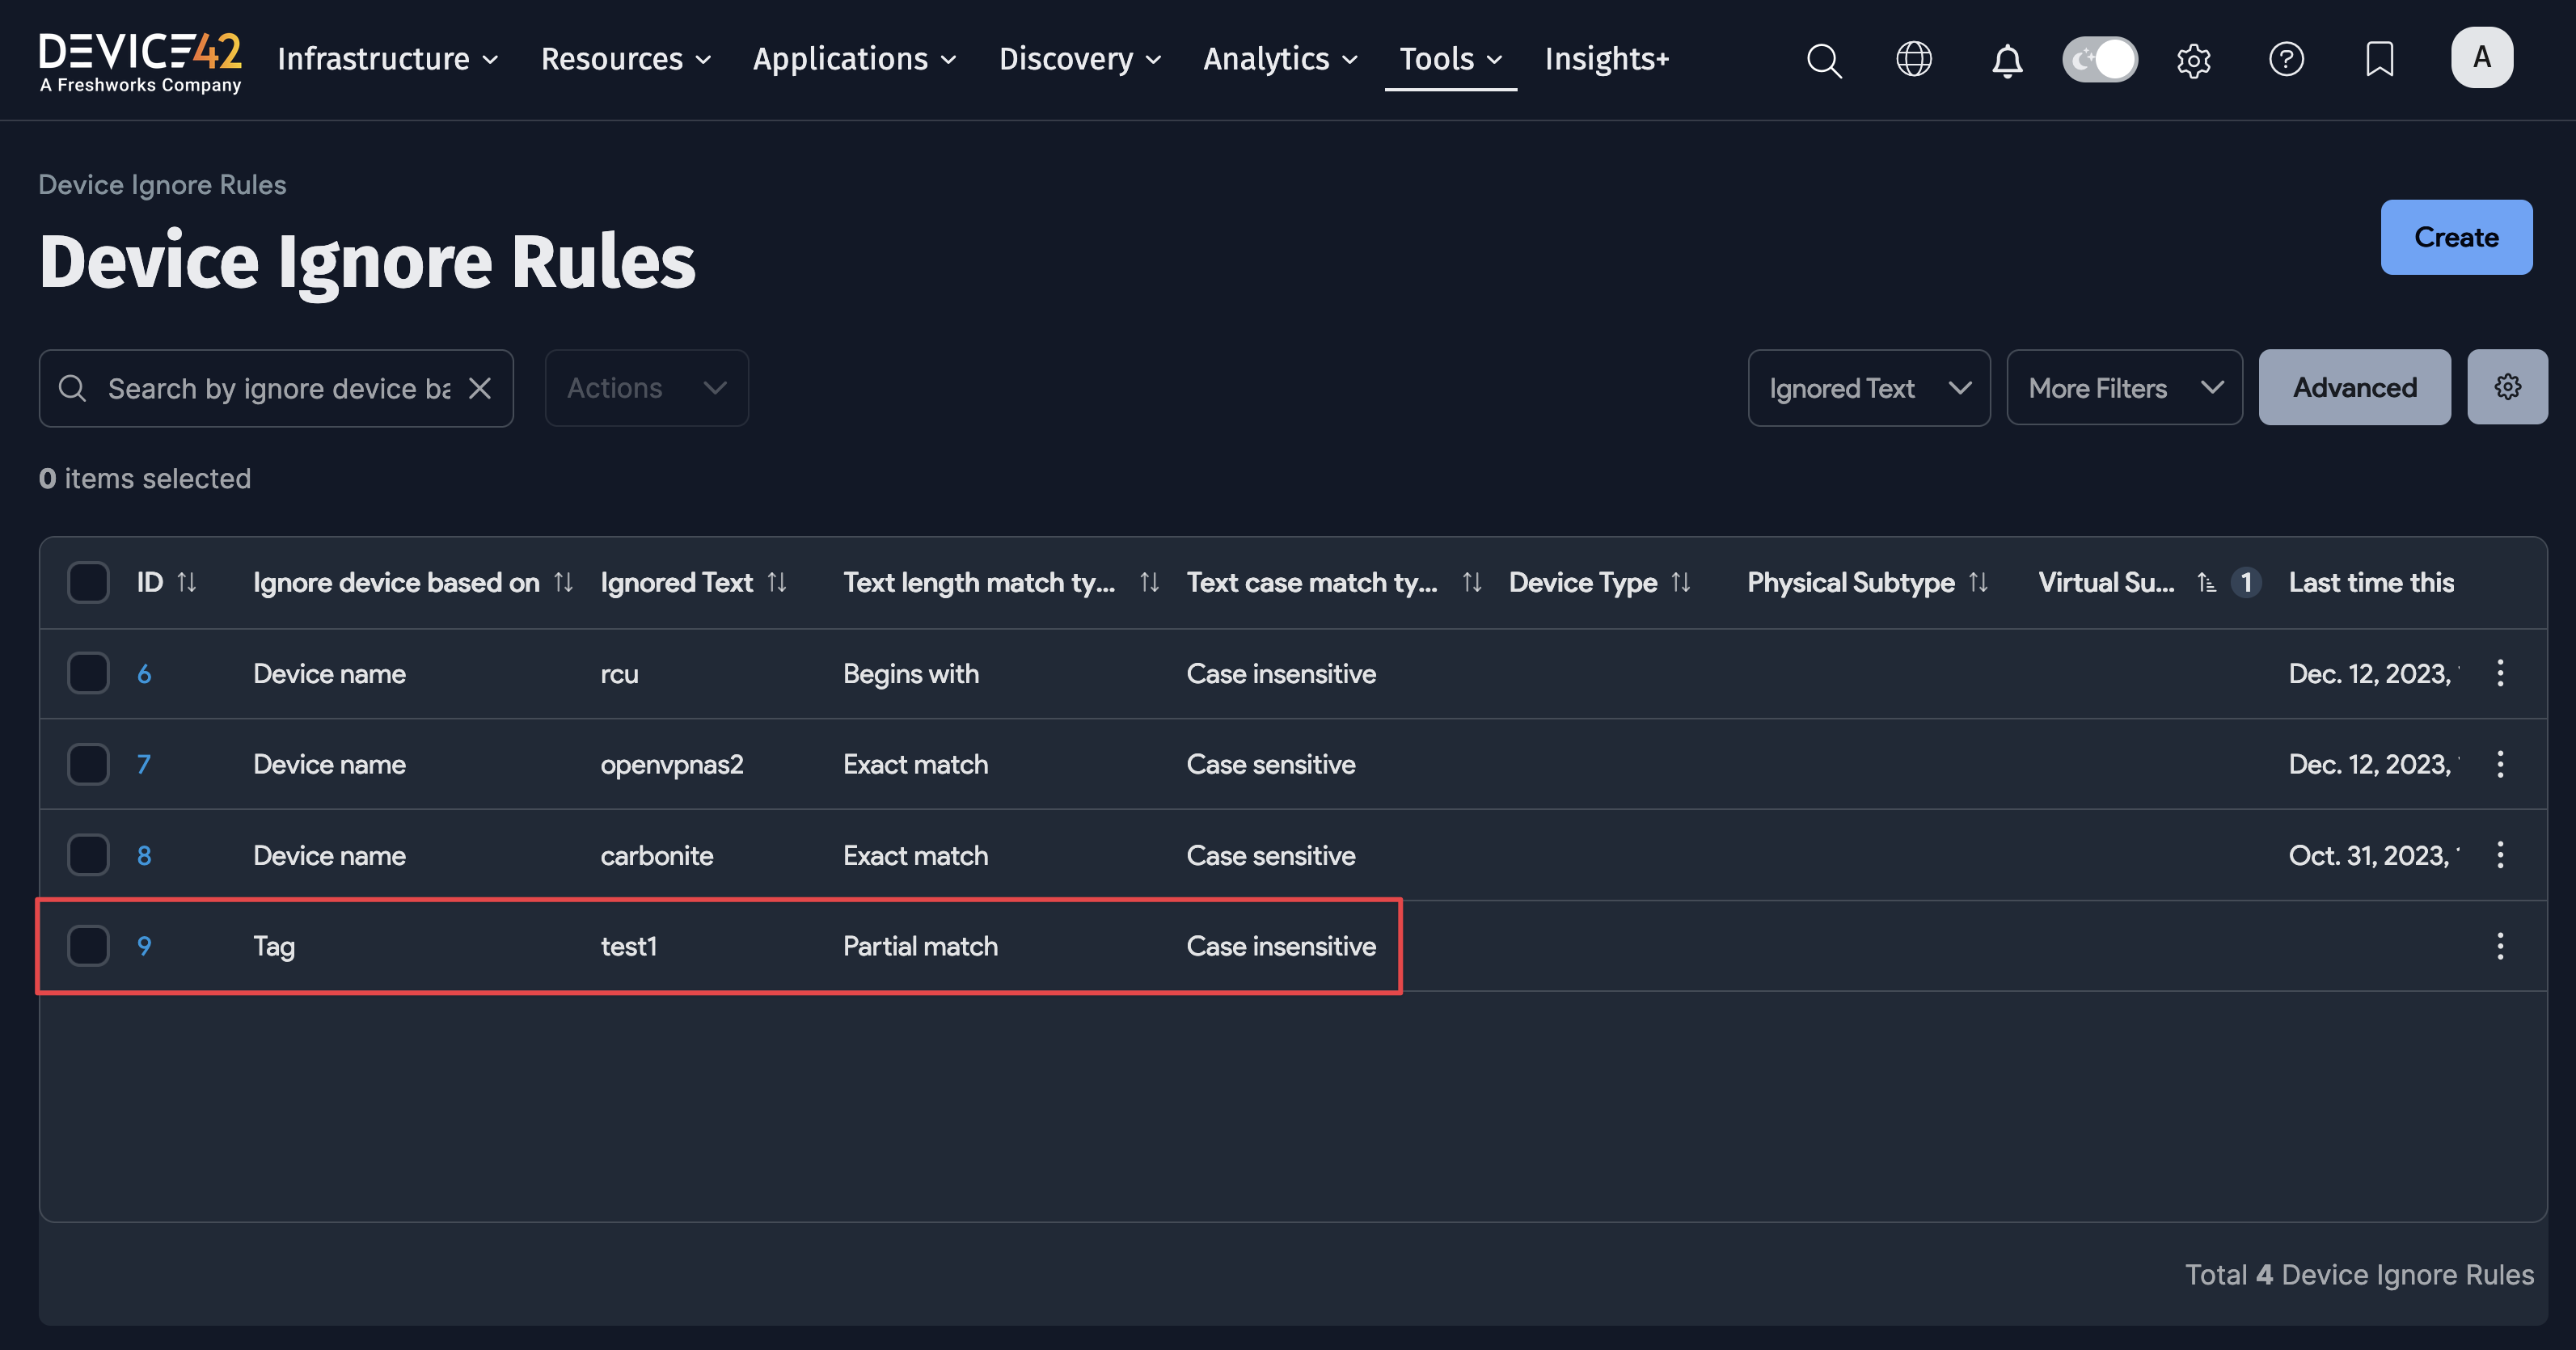 DEVICE42 Infrastructure Resources Applications Discovery Analytics Tools Insights+ A
A Freshworks Company
Device Ignore Rules
Device Ignore Rules
Create
Search by ignore device ba Actions Ignored Text More Filters Advanced
0 items selected
ID Ignore device based on Ignored Text Text length match ty... Text case match ty... Device Type Physical Subtype Virtual Su... 1 Last time this
6 Device name rcu Begins with Case insensitive Dec. 12, 2023,
7 Device name openvpnas2 Exact match Case sensitive Dec. 12, 2023,
8 Device name carbonite Exact match Case sensitive Oct. 31, 2023,
9 Tag test1 Partial match Case insensitive
Total 4 Device Ignore Rules